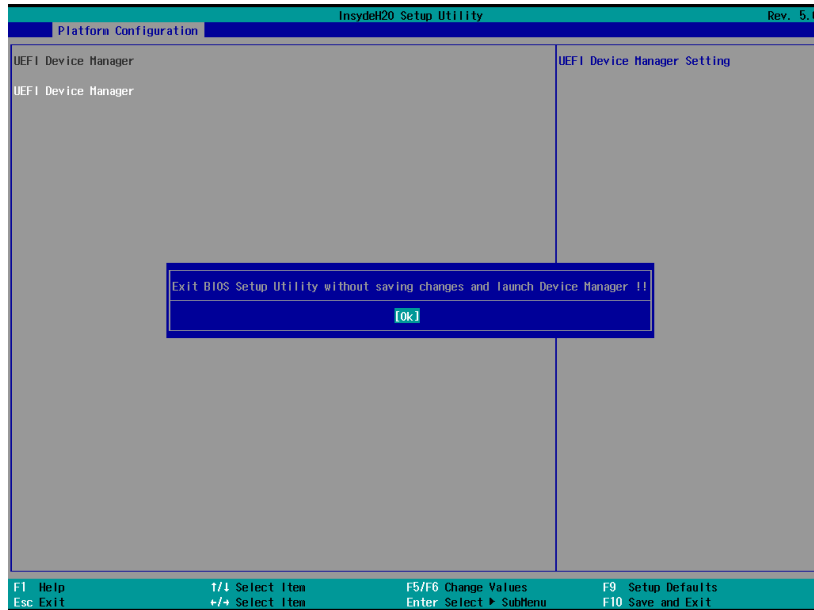 InsydeH20 Setup Utility Rev. 5.
Platform Configuration
UEFI Device Manager UEFI Device Manager Setting
UEFI Device Manager
Exit BIOS Setup Utility without saving changes and launch Device Manager !!
[Ok]
F1 Help ↑/↓ Select Item F5/F6 Change Values F9 Setup Defaults
Esc Exit ←/→ Select Item Enter Select ▶ SubMenu F10 Save and Exit